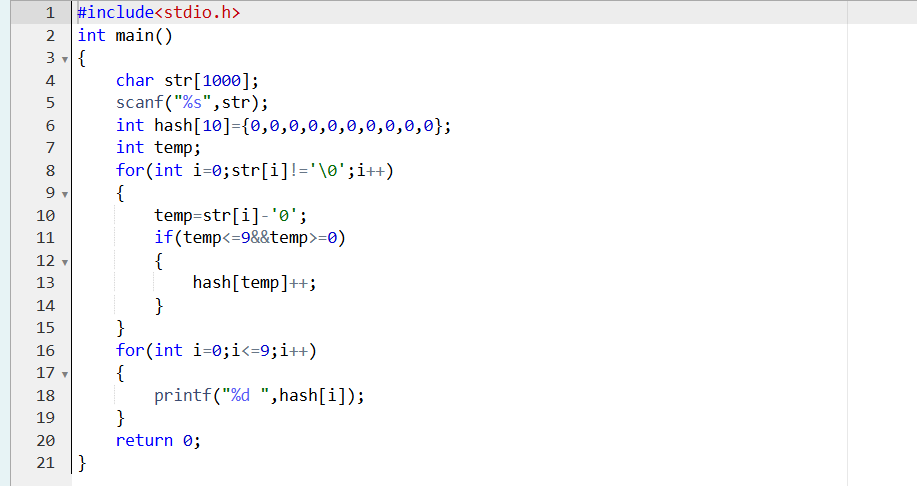 1 #include<stdio.h>
2 int main()
3 {
4     char str[1000];
5     scanf("%s",str);
6     int hash[10]={0,0,0,0,0,0,0,0,0,0};
7     int temp;
8     for(int i=0;str[i]!='\0';i++)
9     {
10         temp=str[i]-'0';
11         if(temp<=9&&temp>=0)
12         {
13             hash[temp]++;
14         }
15     }
16     for(int i=0;i<=9;i++)
17     {
18         printf("%d ",hash[i]);
19     }
20     return 0;
21 }